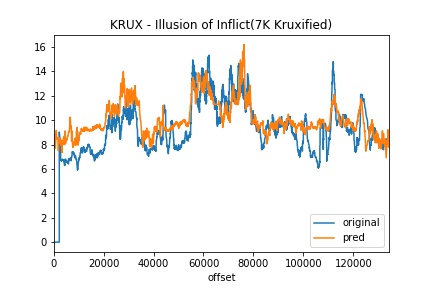 KRUX - Illusion of Inflict(7K Kruxified)
16
14
12
10
8
6
4
2
0
0 20000 40000 60000 80000 100000 120000
offset
original
pred